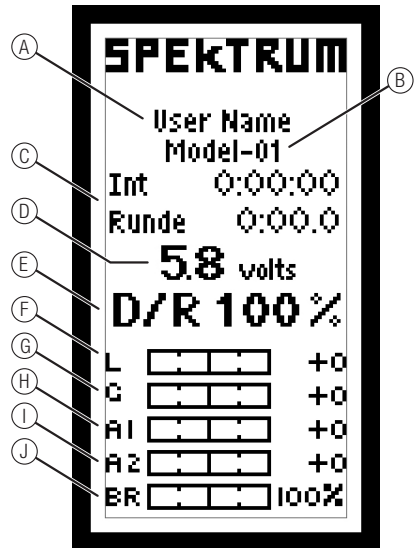 SPEKTRUM
A
B
User Name
Model-01
C
Int 0:00:00
Runde 0:00.0
D
5.8 volts
E
D/R 100%
F
L +0
G
G +0
H
A1 +0
I
A2 +0
J
BR 100%